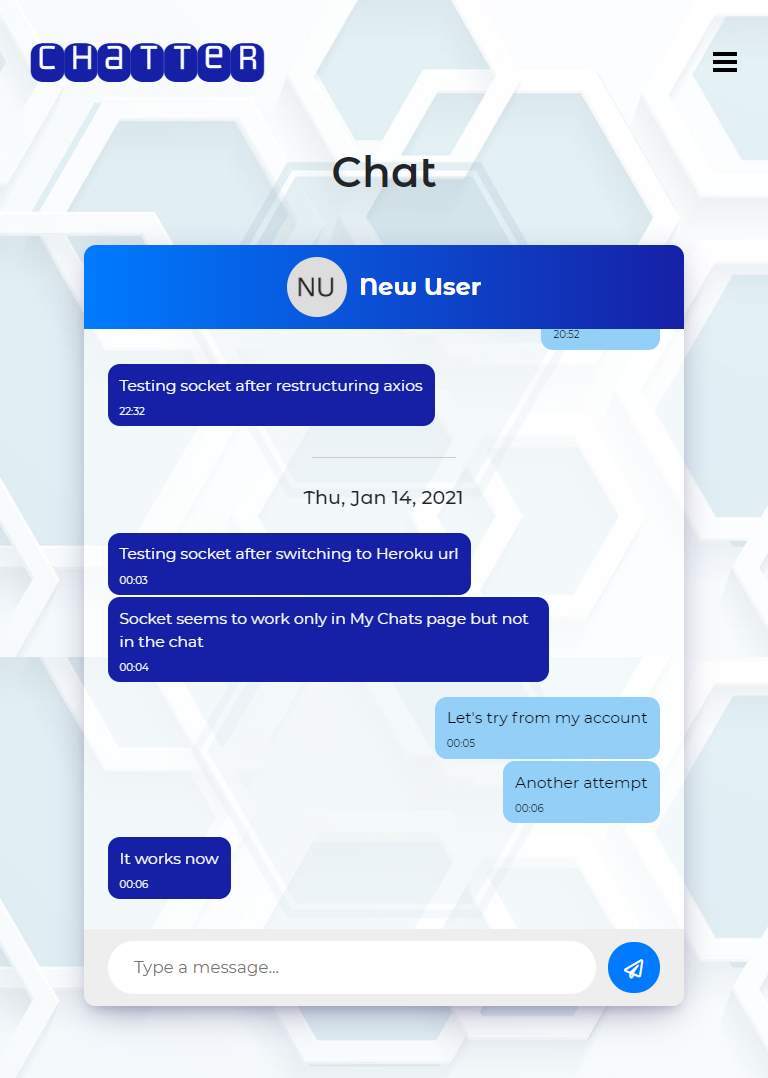 CHaTTeR
Chat
NU New User
20:52
Testing socket after restructuring axios
22:32
Thu, Jan 14, 2021
Testing socket after switching to Heroku url
00:03
Socket seems to work only in My Chats page but not
in the chat
00:04
Let's try from my account
00:05
Another attempt
00:06
It works now
00:06
Type a message...